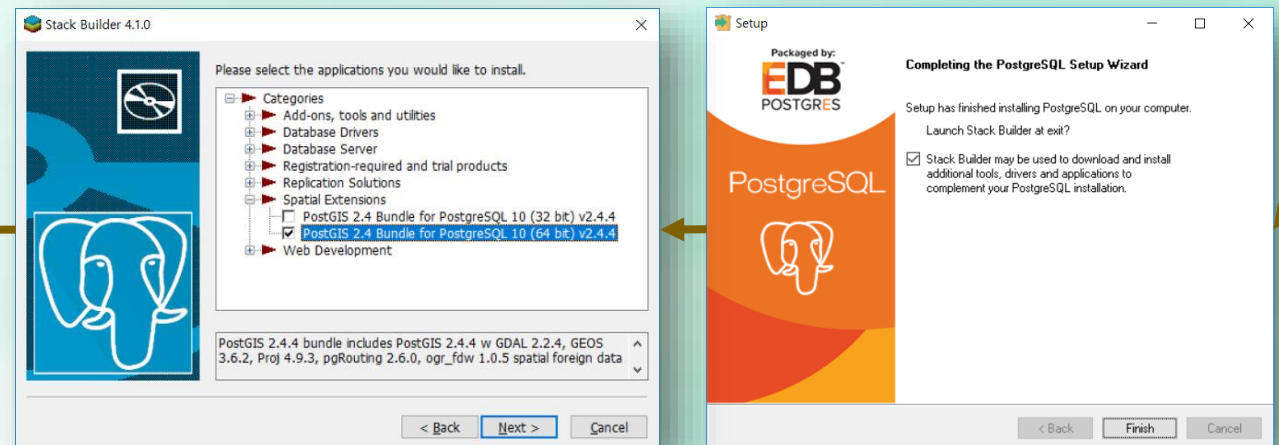 Stack Builder 4.1.0
Please select the applications you would like to install.
Categories
Add-ons, tools and utilities
Database Drivers
Database Server
Registration-required and trial products
Replication Solutions
Spatial Extensions
PostGIS 2.4 Bundle for PostgreSQL 10 (32 bit) v2.4.4
PostGIS 2.4 Bundle for PostgreSQL 10 (64 bit) v2.4.4
Web Development
PostGIS 2.4.4 bundle includes PostGIS 2.4.4 w GDAL 2.2.4, GEOS
3.6.2, Proj 4.9.3, pgRouting 2.6.0, ogr_fdw 1.0.5 spatial foreign data
< Back Next > Cancel
Setup
Packaged by:
EDB
POSTGRES
PostgreSQL
Completing the PostgreSQL Setup Wizard
Setup has finished installing PostgreSQL on your computer.
Launch Stack Builder at exit?
Stack Builder may be used to download and install
additional tools, drivers and applications to
complement your PostgreSQL installation.
< Back Finish Cancel